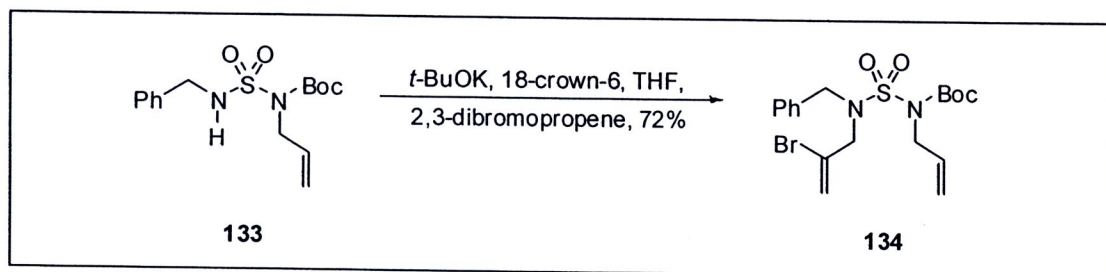 O O
S
Ph
N
N
Boc
H
133
t-BuOK, 18-crown-6, THF,
2,3-dibromopropene, 72%
O O
S
Ph
N
N
Boc
Br
134